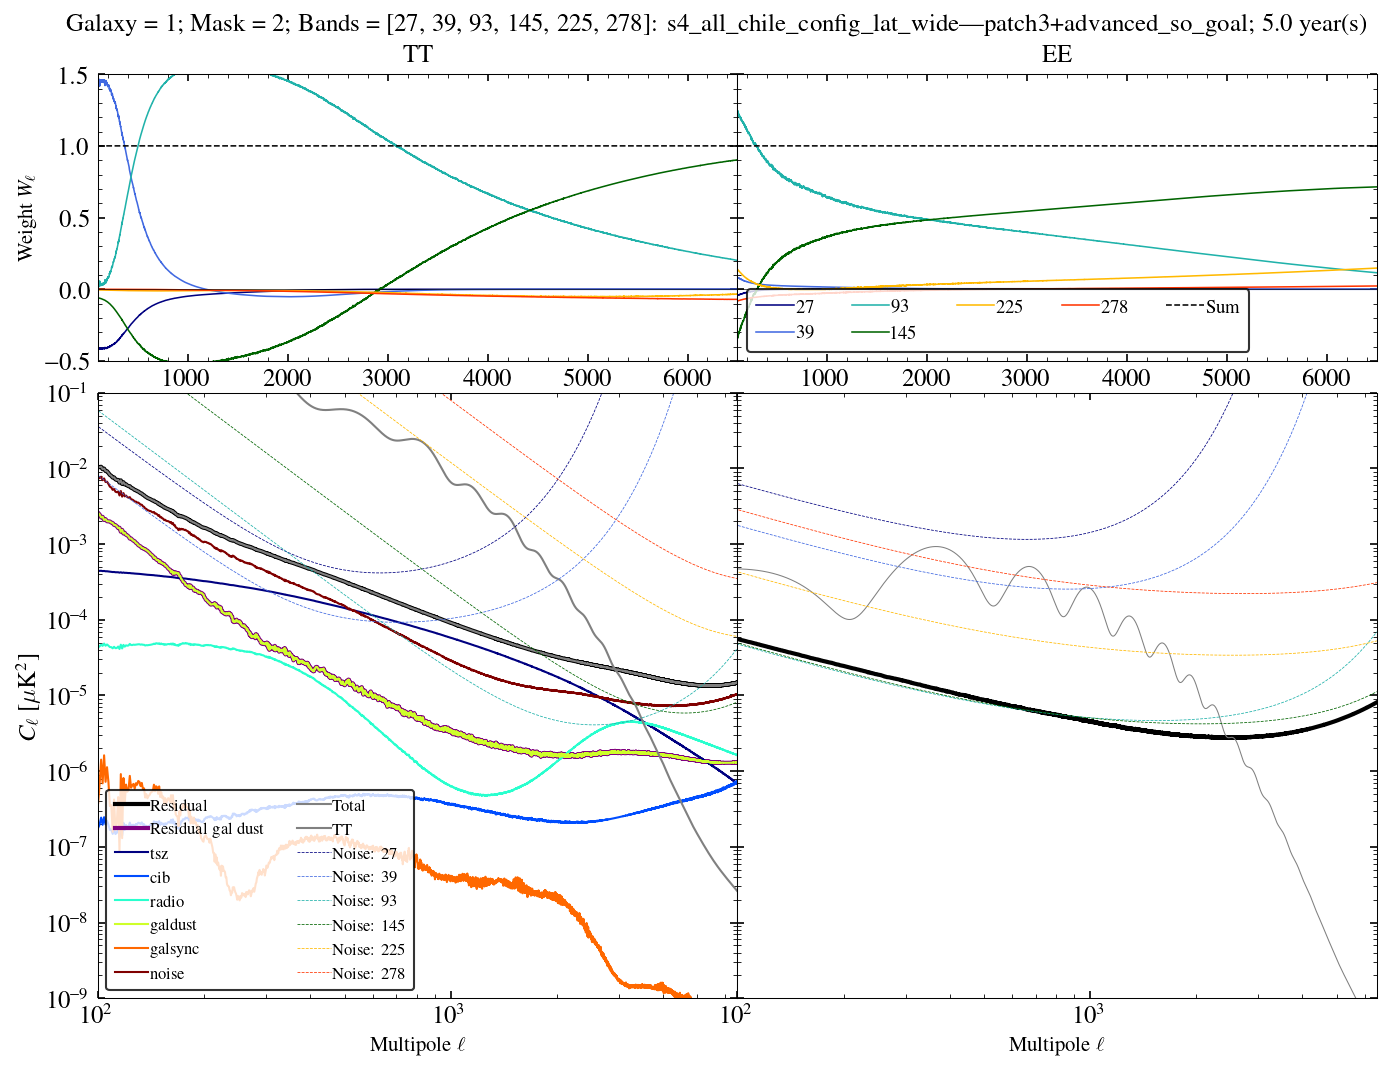 Galaxy = 1; Mask = 2; Bands = [27, 39, 93, 145, 225, 278]: s4_all_chile_config_lat_wide—patch3+advanced_so_goal; 5.0 year(s)
TT
EE
1.5
1.0
0.5
0.0
−0.5
Weight Wℓ
27
93
225
278
Sum
39
145
1000 2000 3000 4000 5000 6000
1000 2000 3000 4000 5000 6000
10⁻¹
10⁻²
10⁻³
10⁻⁴
10⁻⁵
10⁻⁶
10⁻⁷
10⁻⁸
10⁻⁹
Cℓ [μK²]
Residual
Residual gal dust
tsz
cib
radio
galdust
galsync
noise
Total
TT
Noise: 27
Noise: 39
Noise: 93
Noise: 145
Noise: 225
Noise: 278
10² 10³ 10² 10³
Multipole ℓ
Multipole ℓ